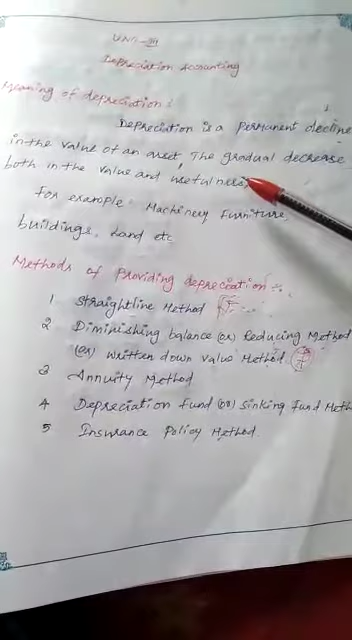 UNIT-III
Depreciation Accounting
Meaning of depreciation :
Depreciation is a permanent decline
in the value of an asset, The gradual decrease
both in the value and usefulness
For example : Machinery Furniture,
buildings, Land etc
Methods of Providing depreciation :-
1 Straightline Method
2 Diminishing balance (or) Reducing Method
(or) written down value Method
3 Annuity Method
4 Depreciation Fund (or) Sinking Fund Meth
5 Insurance Policy Method.